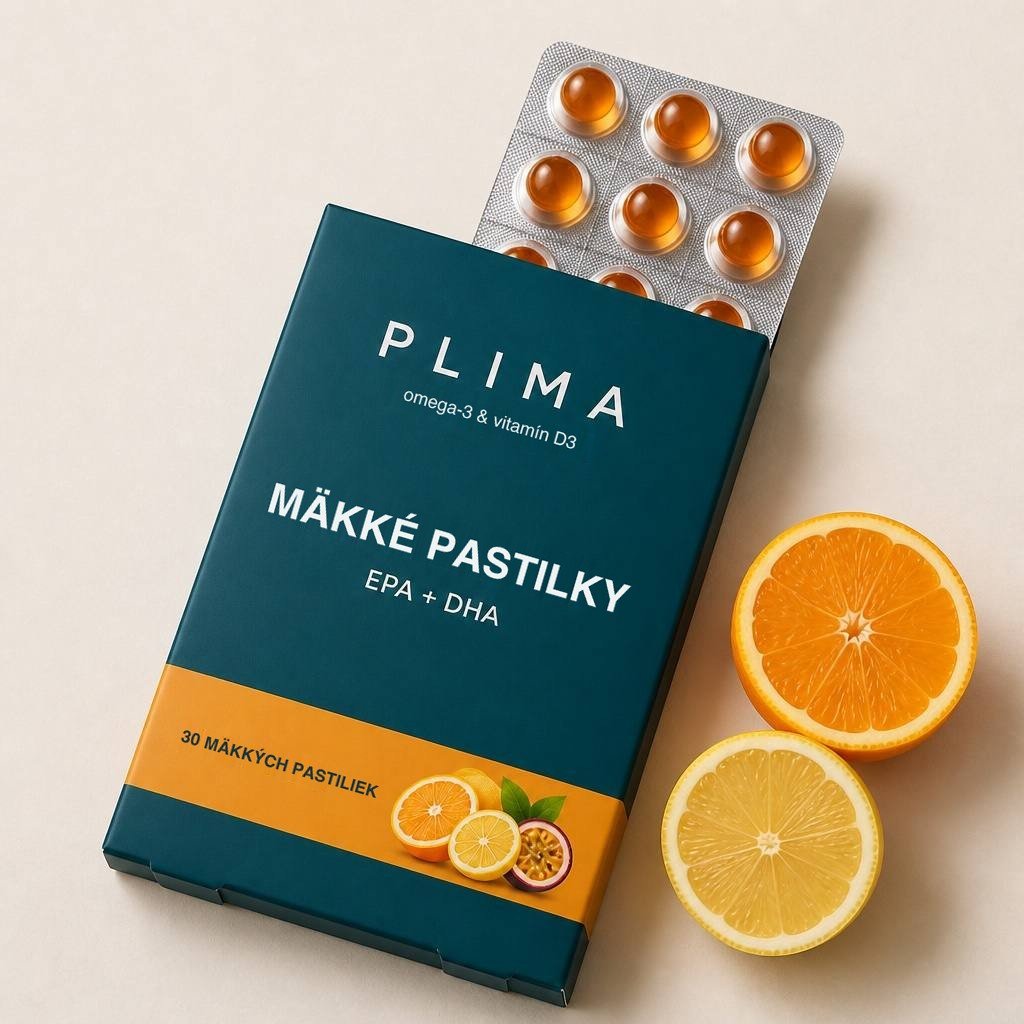 PLIMA
omega-3 & vitamín D3
MÄKKÉ PASTILKY
EPA + DHA
30 MÄKKÝCH PASTILIEK